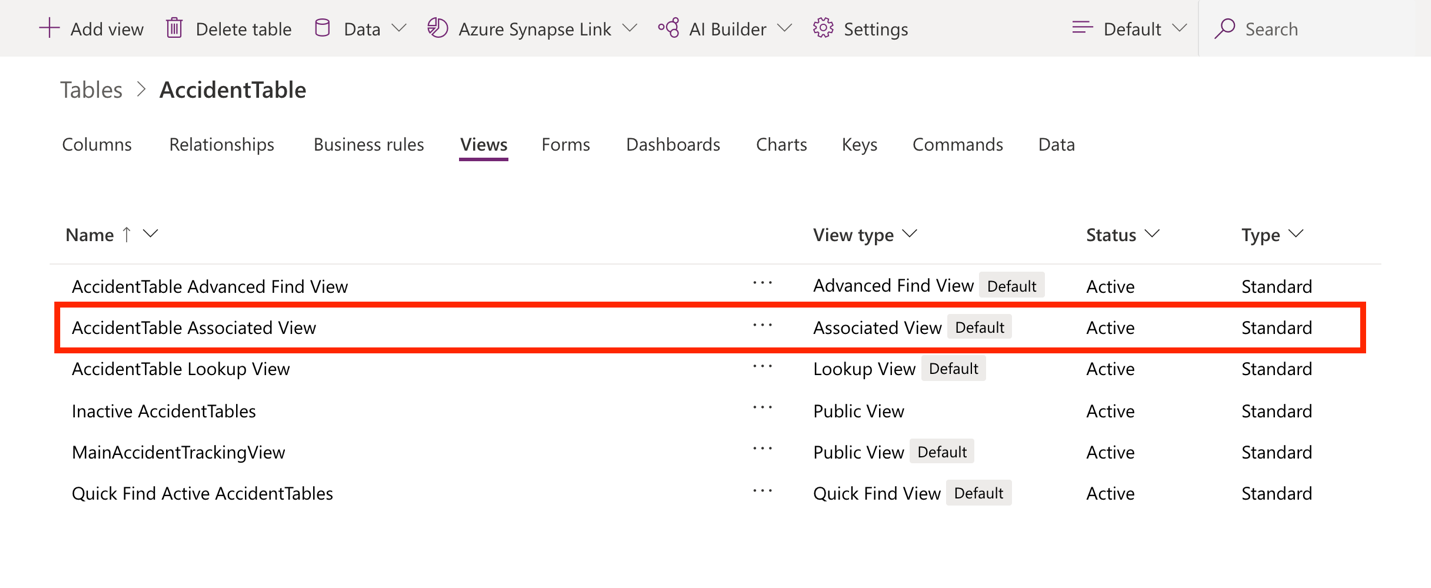 Add view Delete table Data Azure Synapse Link AI Builder Settings Default Search
Tables > AccidentTable
Columns Relationships Business rules Views Forms Dashboards Charts Keys Commands Data
Name ↑ View type Status Type
AccidentTable Advanced Find View ... Advanced Find View Default Active Standard
AccidentTable Associated View ... Associated View Default Active Standard
AccidentTable Lookup View ... Lookup View Default Active Standard
Inactive AccidentTables ... Public View Active Standard
MainAccidentTrackingView ... Public View Default Active Standard
Quick Find Active AccidentTables ... Quick Find View Default Active Standard